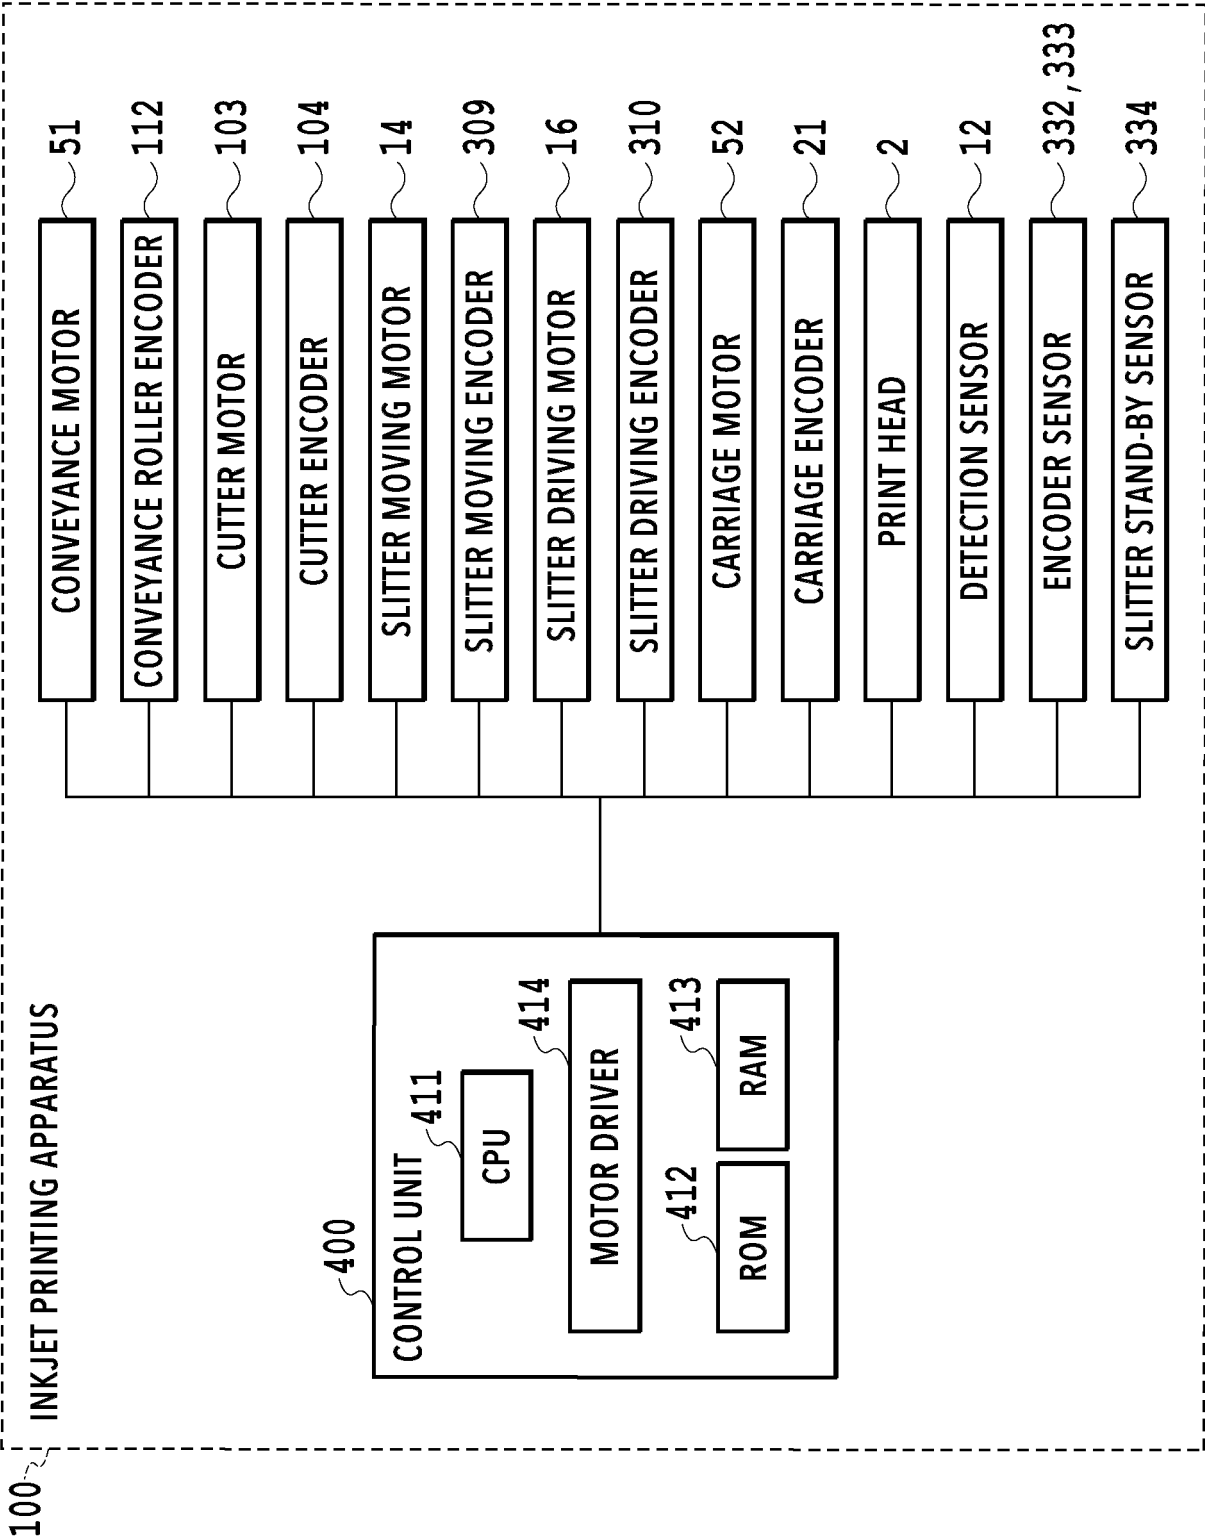 100
INKJET PRINTING APPARATUS
400
CONTROL UNIT
411
CPU
414
MOTOR DRIVER
412
ROM
413
RAM
CONVEYANCE MOTOR 51
CONVEYANCE ROLLER ENCODER 112
CUTTER MOTOR 103
CUTTER ENCODER 104
SLITTER MOVING MOTOR 14
SLITTER MOVING ENCODER 309
SLITTER DRIVING MOTOR 16
SLITTER DRIVING ENCODER 310
CARRIAGE MOTOR 52
CARRIAGE ENCODER 21
PRINT HEAD 2
DETECTION SENSOR 12
ENCODER SENSOR 332,333
SLITTER STAND-BY SENSOR 334